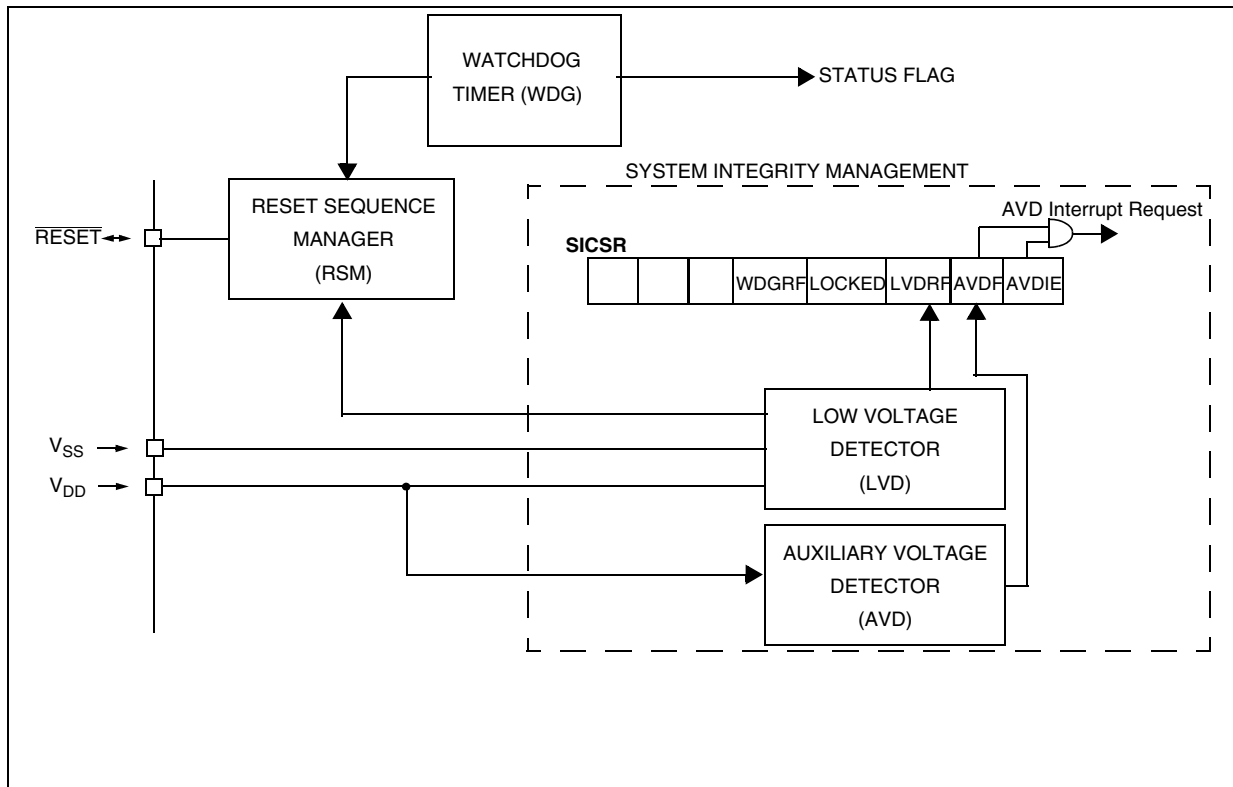 WATCHDOG
TIMER (WDG)
STATUS FLAG
SYSTEM INTEGRITY MANAGEMENT
RESET SEQUENCE
MANAGER
(RSM)
RESET
AVD Interrupt Request
SICSR
WDGRF LOCKED LVDRF AVDF AVDIE
LOW VOLTAGE
DETECTOR
(LVD)
VSS
VDD
AUXILIARY VOLTAGE
DETECTOR
(AVD)